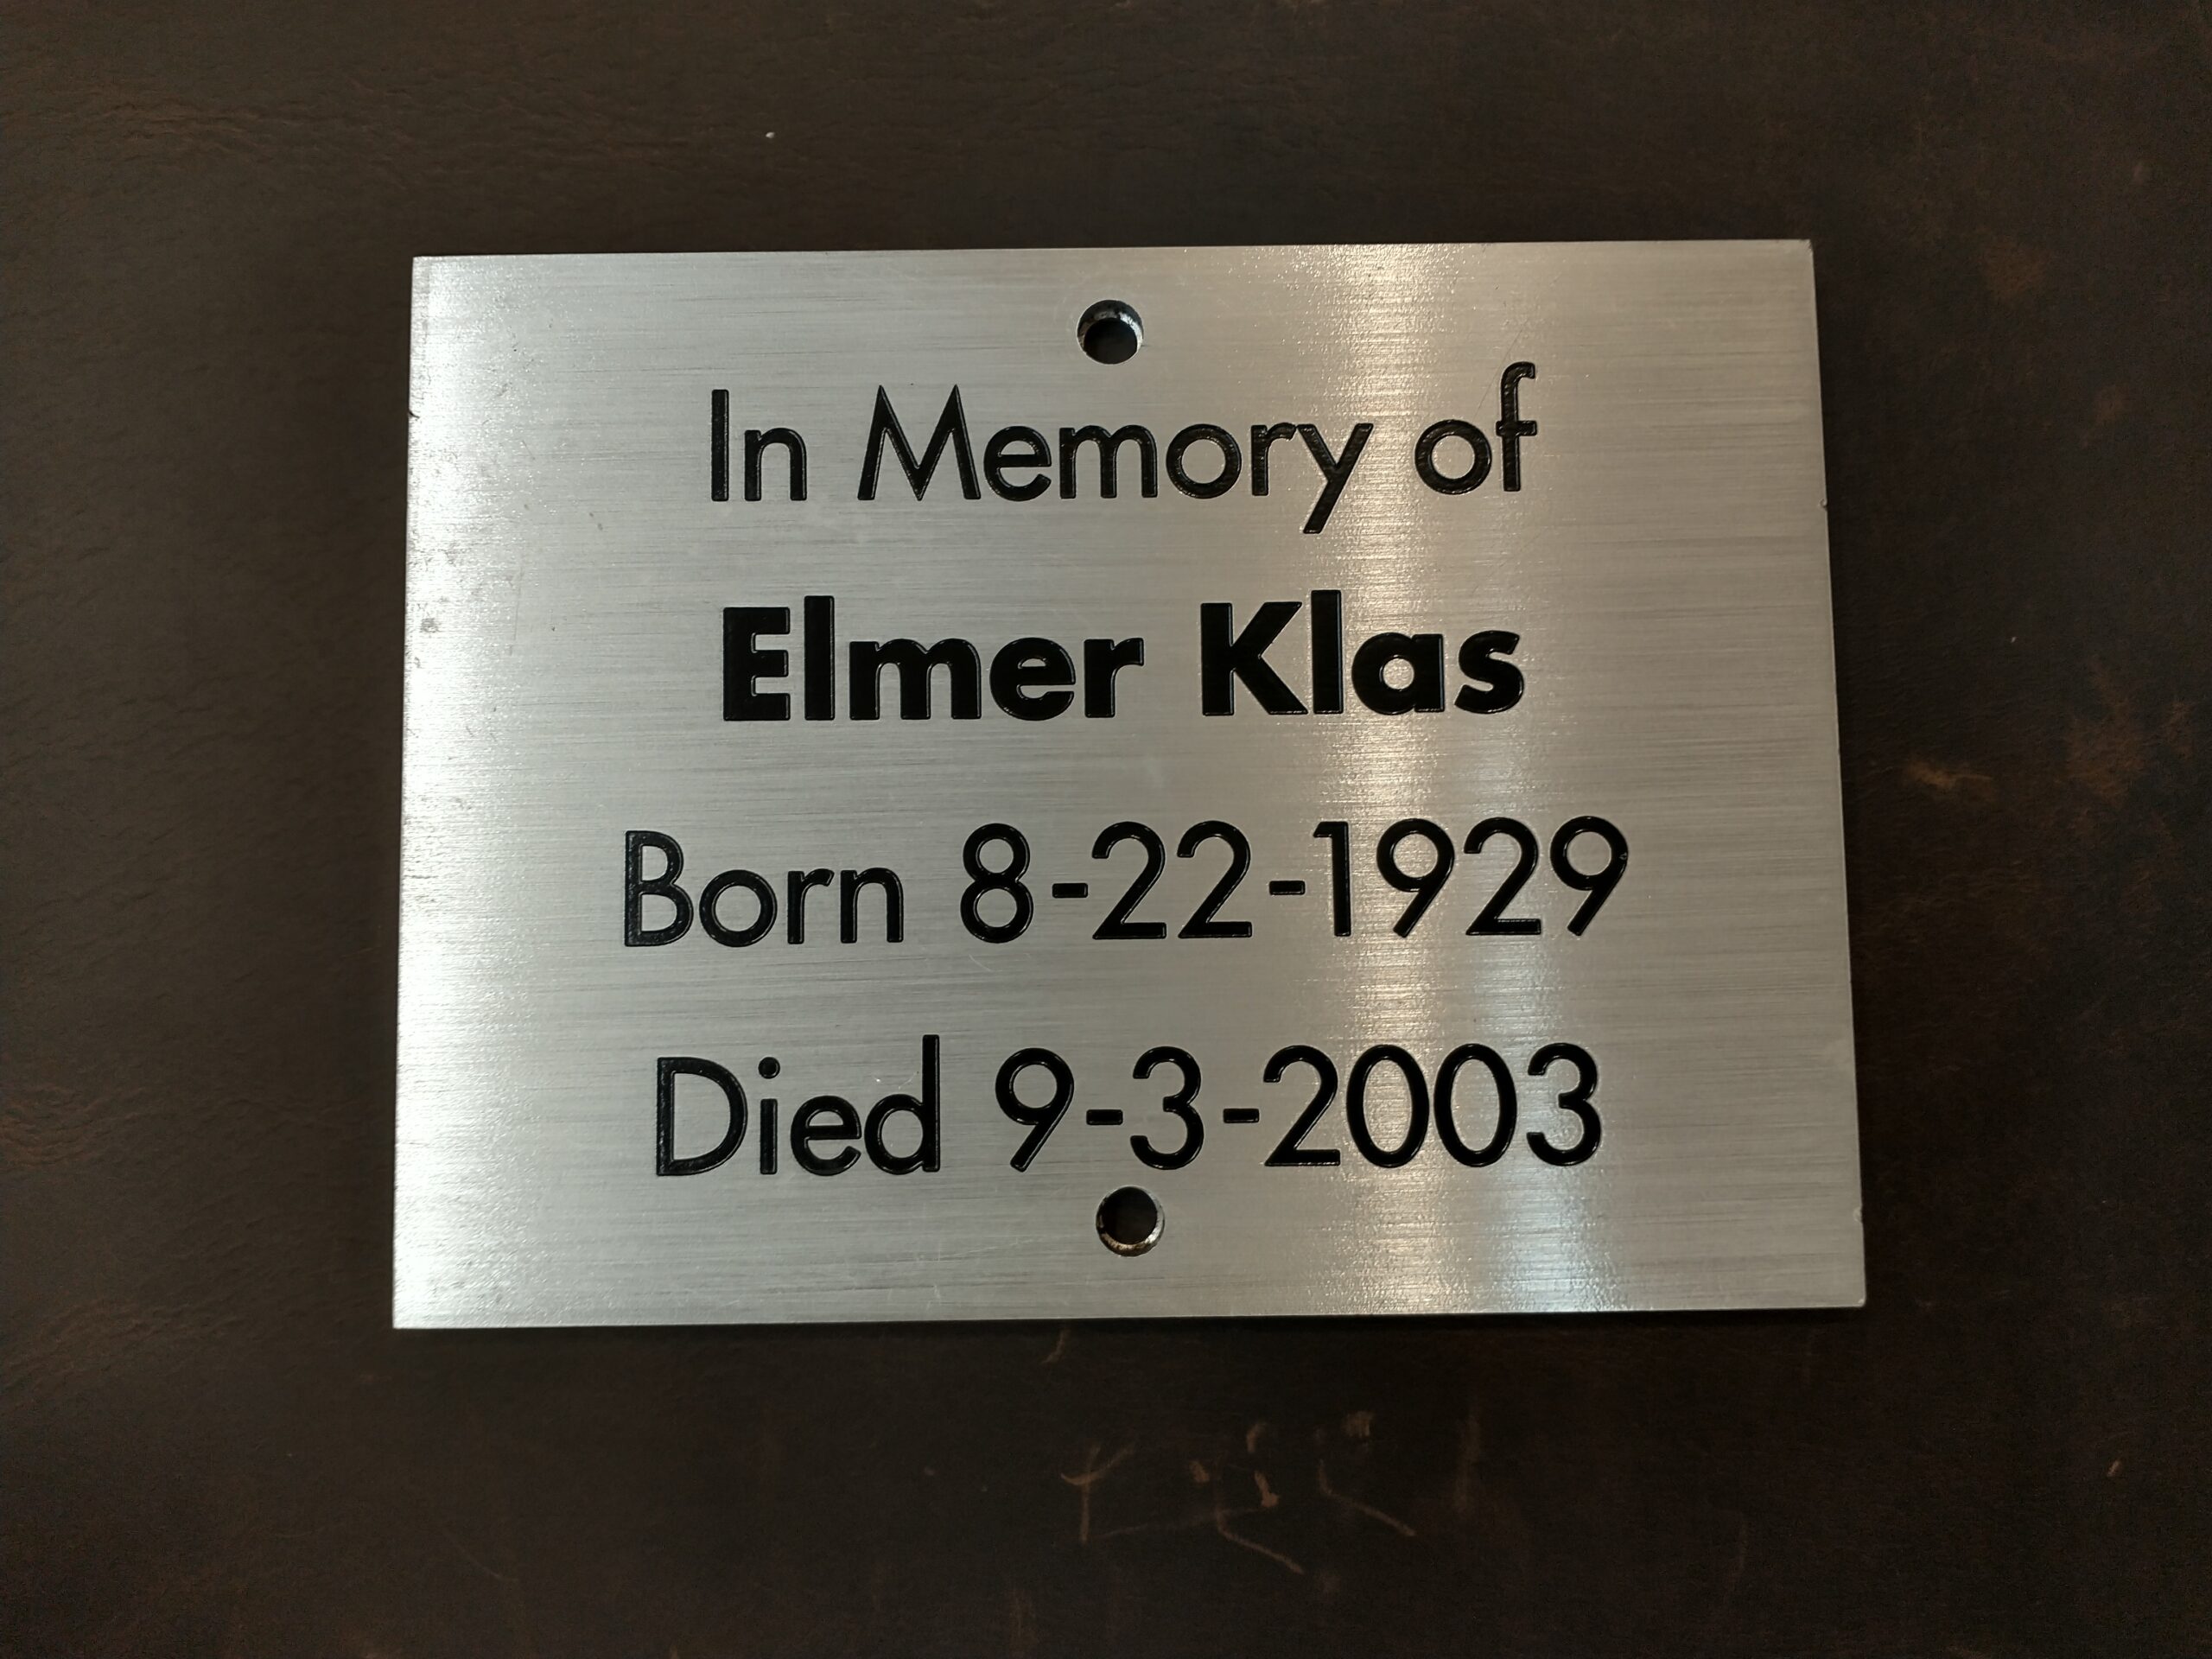 In Memory of
Elmer Klas
Born 8-22-1929
Died 9-3-2003